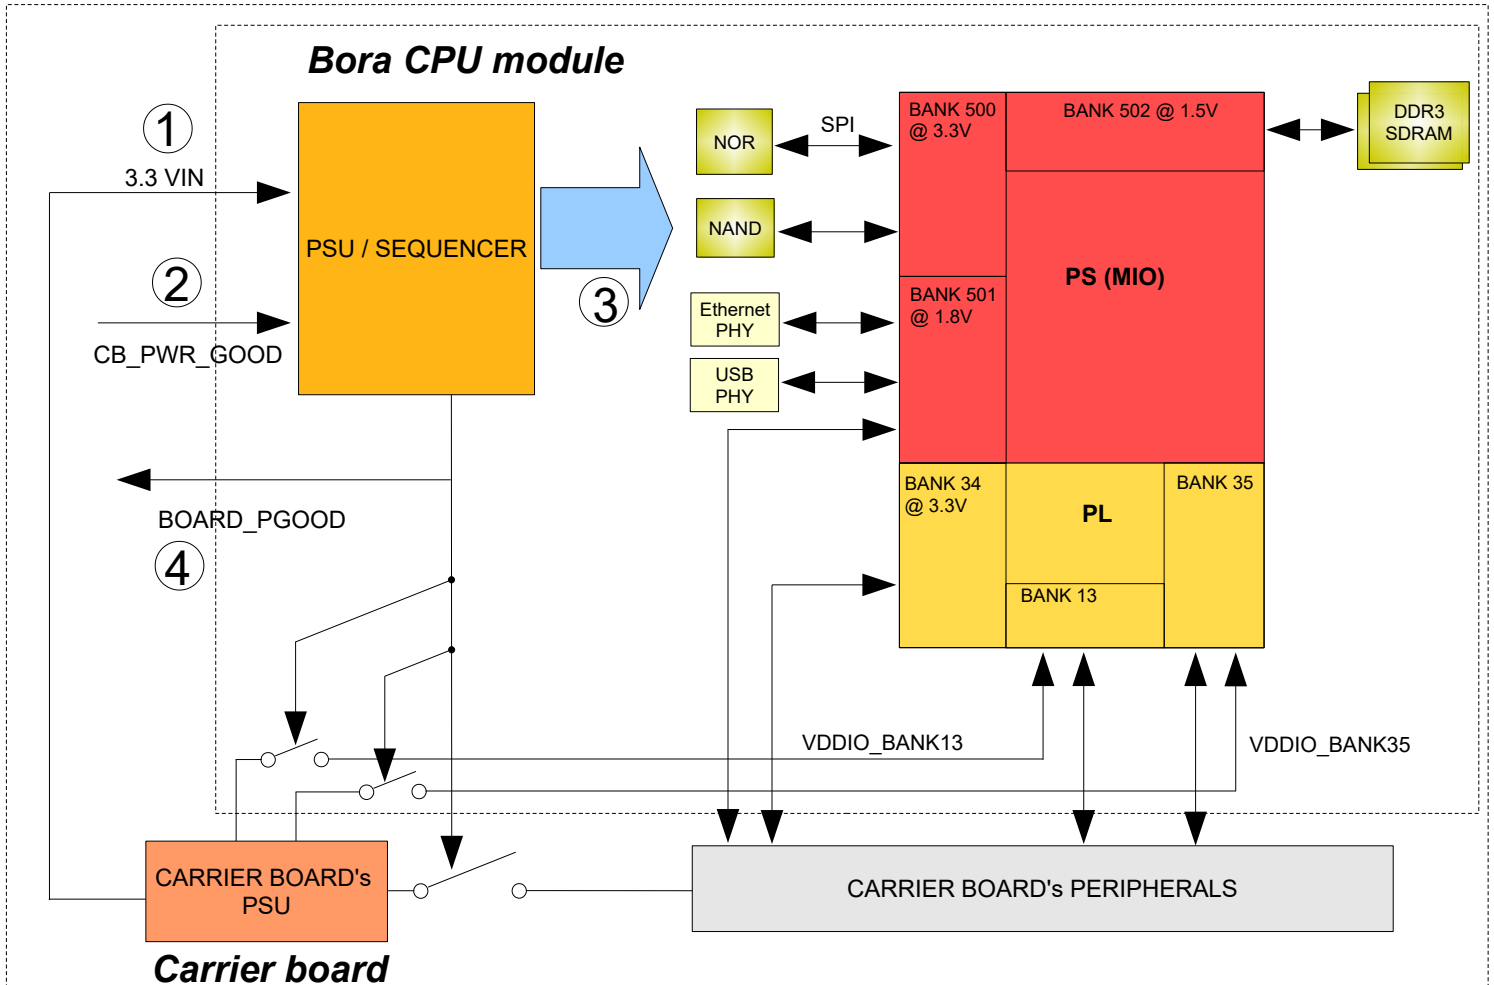 Bora CPU module
1
3.3 VIN
2
CB_PWR_GOOD
PSU / SEQUENCER
3
BOARD_PGOOD
4
NOR
SPI
NAND
Ethernet
PHY
USB
PHY
BANK 500
@ 3.3V
BANK 502 @ 1.5V
DDR3
SDRAM
PS (MIO)
BANK 501
@ 1.8V
BANK 34
@ 3.3V
PL
BANK 35
BANK 13
VDDIO_BANK13
VDDIO_BANK35
CARRIER BOARD's
PSU
CARRIER BOARD's PERIPHERALS
Carrier board